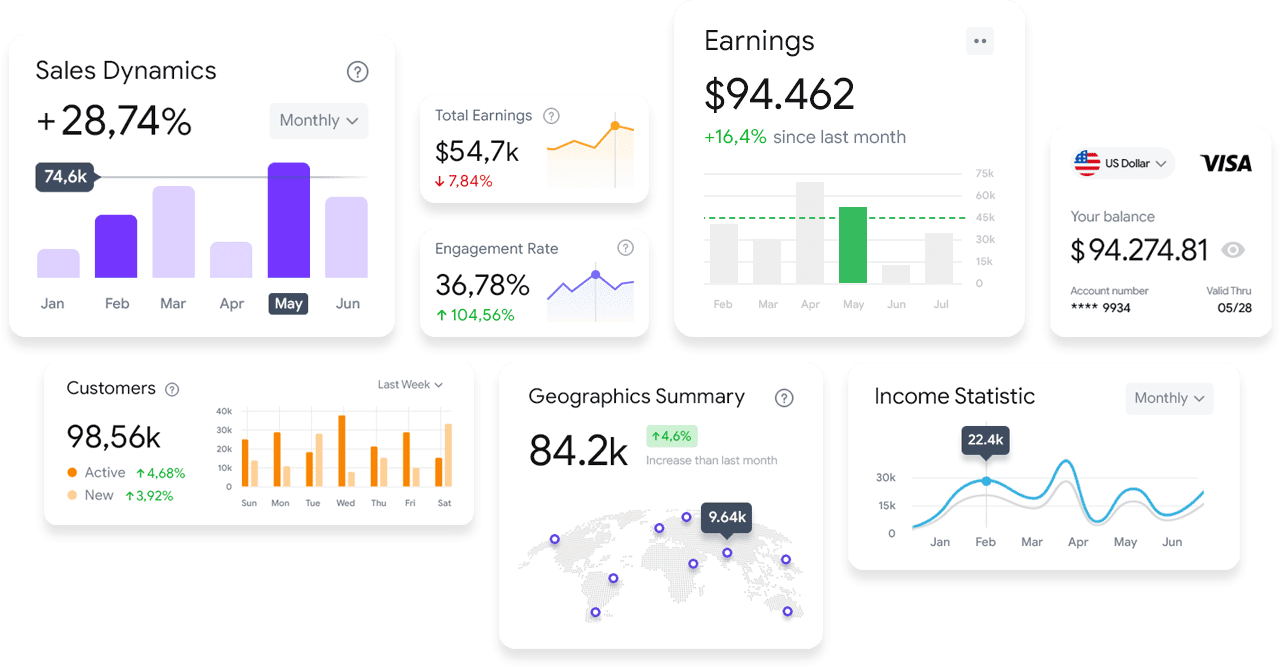 Sales Dynamics
?
+28,74%
Monthly
74,6k
Jan Feb Mar Apr May Jun
Total Earnings ?
$54,7k
↓ 7,84%
Engagement Rate ?
36,78%
↑ 104,56%
Earnings
$94.462
+16,4% since last month
75k
60k
45k
30k
15k
0
Feb Mar Apr May Jun Jul
US Dollar
VISA
Your balance
$94.274.81
Account number Valid Thru
**** 9934 05/28
Customers ?
Last Week
98,56k
Active ↑ 4,68%
New ↑ 3,92%
40k
30k
20k
10k
0
Sun Mon Tue Wed Thu Fri Sat
Geographics Summary ?
84.2k
↑ 4,6%
Increase than last month
9.64k
Income Statistic
Monthly
22.4k
30k
15k
0
Jan Feb Mar Apr May Jun